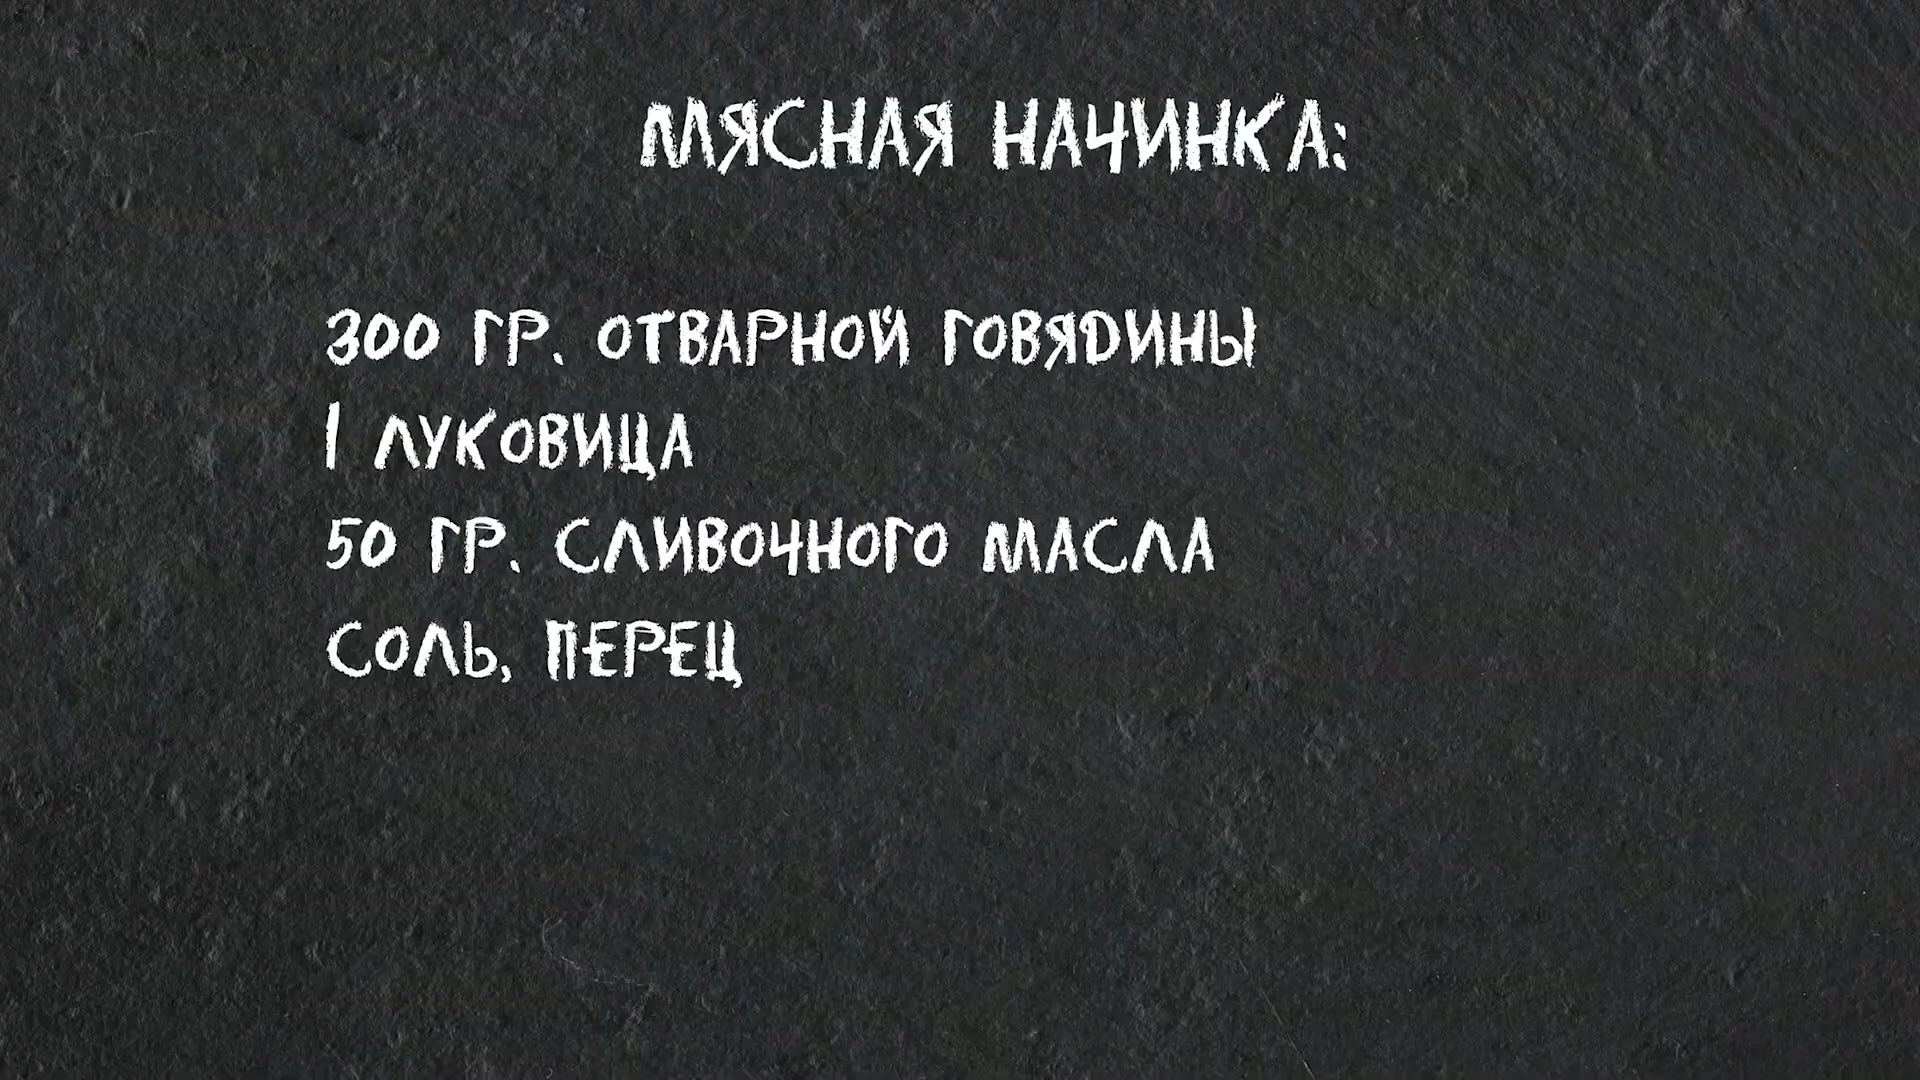 МЯСНАЯ НАЧИНКА:
300 ГР. ОТВАРНОЙ ГОВЯДИНЫ
1 ЛУКОВИЦА
50 ГР. СЛИВОЧНОГО МАСЛА
СОЛЬ, ПЕРЕЦ